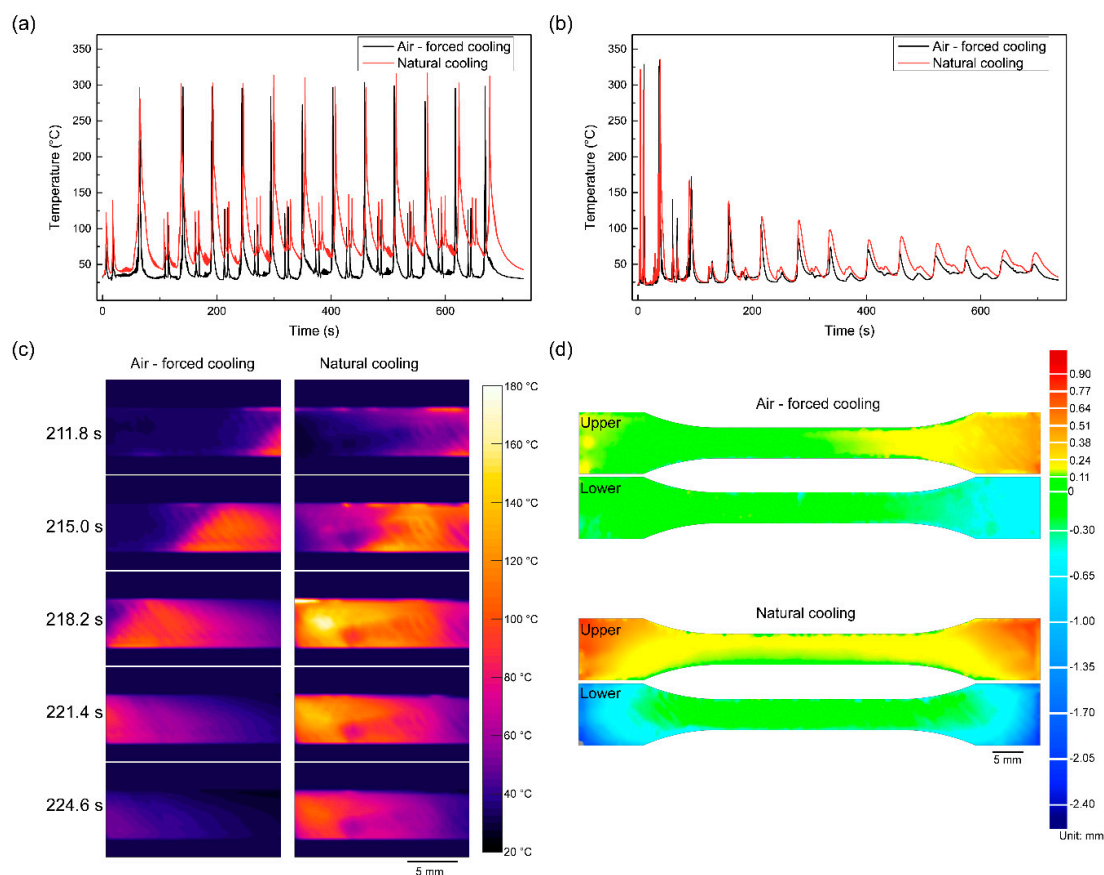 (a)
Air - forced cooling
Natural cooling
350
300
250
200
150
100
50
Temperature (°C)
0
200
400
600
Time (s)
(b)
Air - forced cooling
Natural cooling
350
300
250
200
150
100
50
Temperature (°C)
0
200
400
600
Time (s)
(c)
Air - forced cooling
Natural cooling
211.8 s
215.0 s
218.2 s
221.4 s
224.6 s
180 °C
160 °C
140 °C
120 °C
100 °C
80 °C
60 °C
40 °C
20 °C
5 mm
(d)
Air - forced cooling
Upper
Lower
Natural cooling
Upper
Lower
5 mm
0.90
0.77
0.64
0.51
0.38
0.24
0.11
0
-0.30
-0.65
-1.00
-1.35
-1.70
-2.05
-2.40
Unit: mm